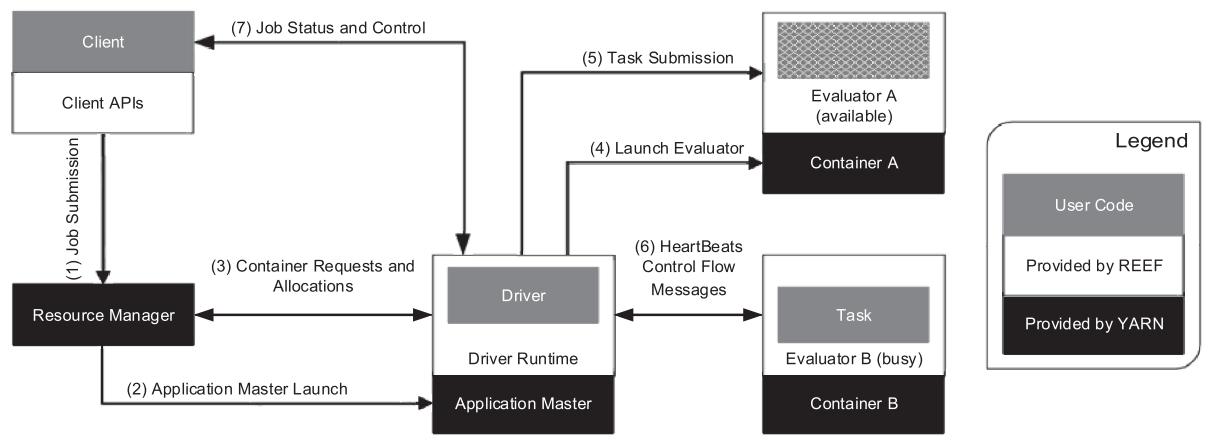 Client
Client APIs
(7) Job Status and Control
(1) Job Submission
Resource Manager
(2) Application Master Launch
(3) Container Requests and
Allocations
Driver
Driver Runtime
Application Master
(5) Task Submission
(4) Launch Evaluator
Evaluator A
(available)
Container A
(6) HeartBeats
Control Flow
Messages
Task
Evaluator B (busy)
Container B
Legend
User Code
Provided by REEF
Provided by YARN